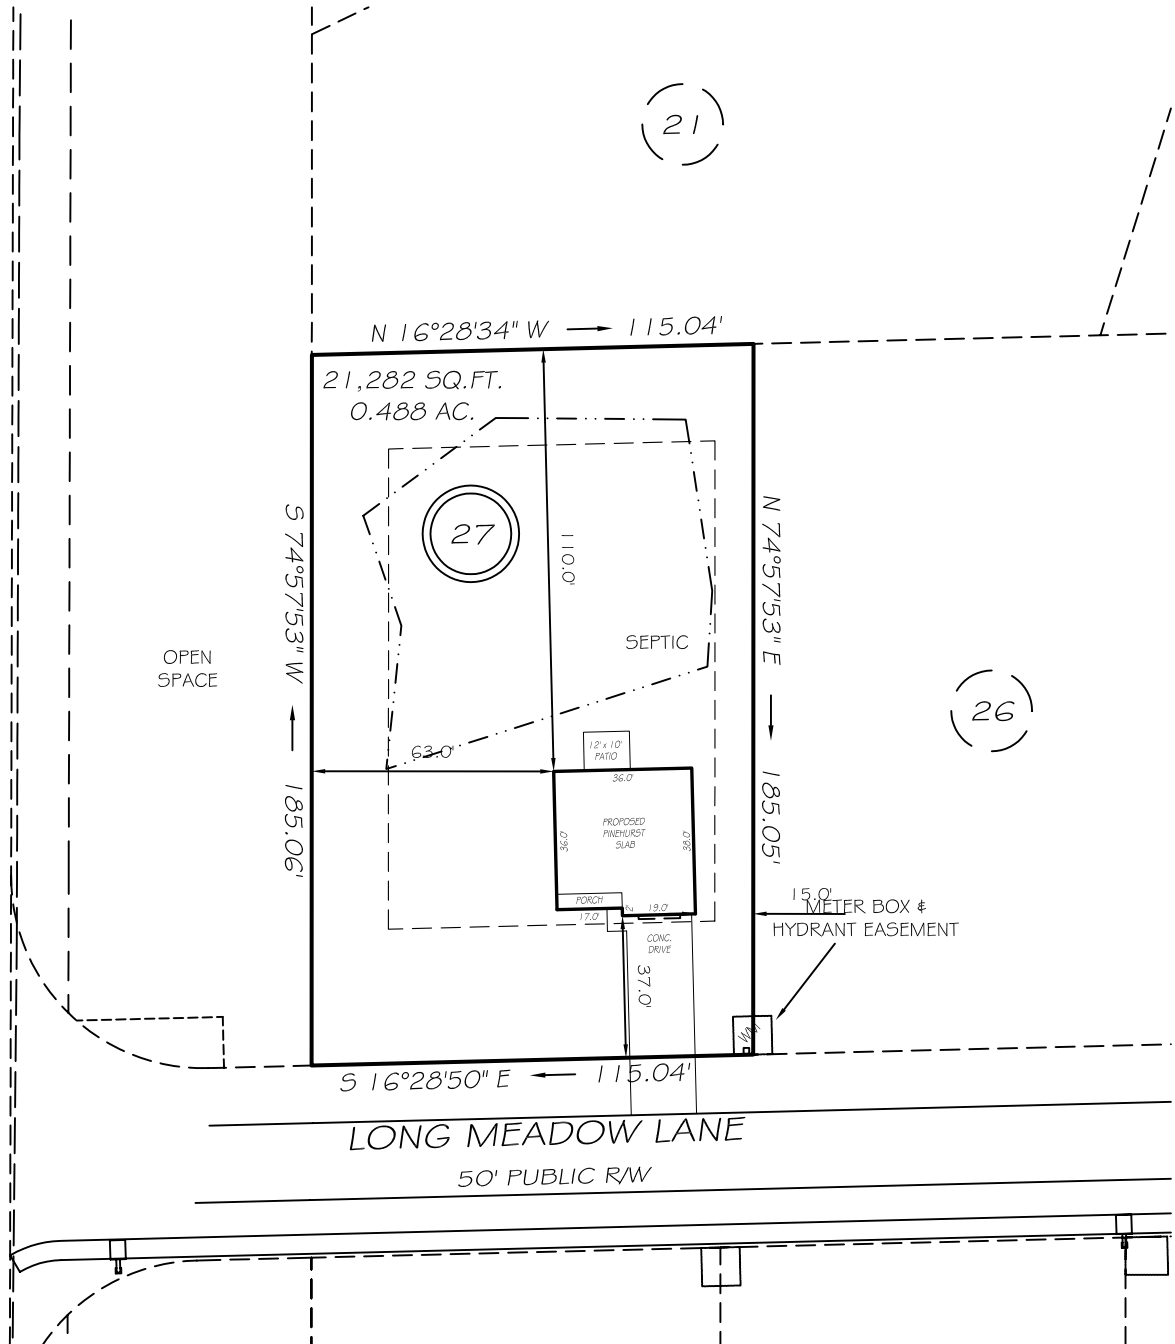 21
N 16°28'34" W 115.04'
21,282 SQ.FT.
0.488 AC.
27
S 74°57'53" W 185.06'
N 74°57'53" E 185.05'
110.0'
SEPTIC
OPEN
SPACE
26
63.0'
12' x 10'
PATIO
36.0'
PROPOSED
PINEHURST
SLAB
36.0'
38.0'
PORCH
2'
19.0'
17.0'
15.0'
METER BOX &
HYDRANT EASEMENT
CONC.
DRIVE
37.0'
WM
S 16°28'50" E 115.04'
LONG MEADOW LANE
50' PUBLIC R/W